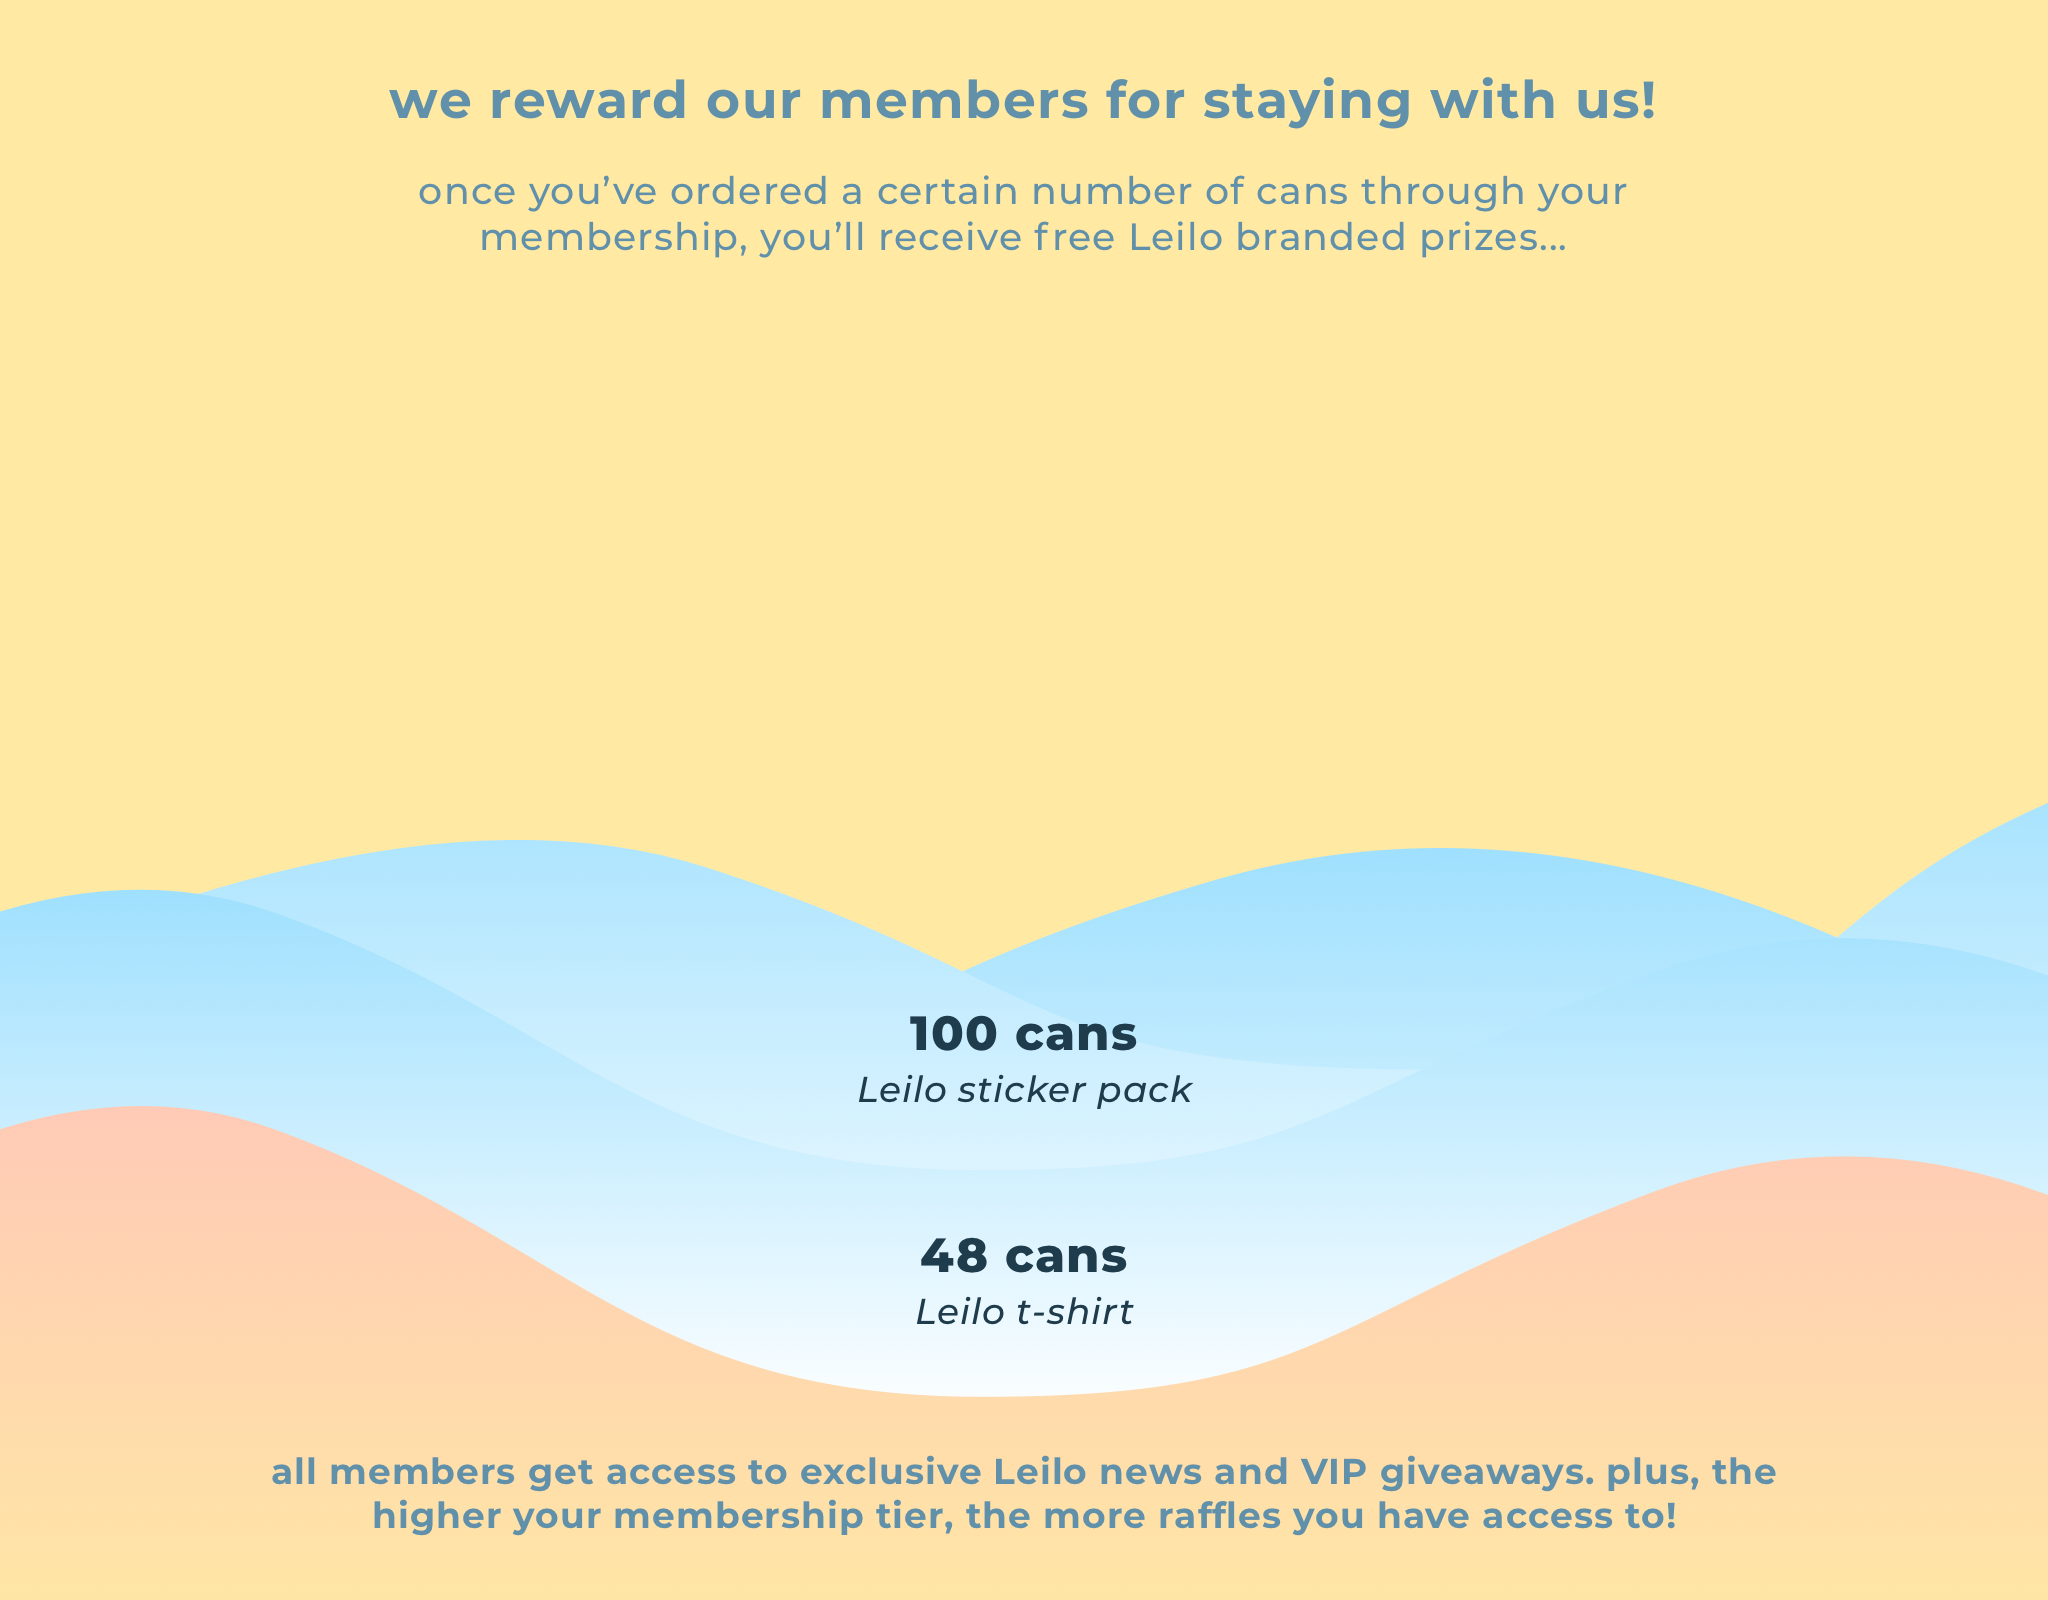 we reward our members for staying with us!
once you’ve ordered a certain number of cans through your
membership, you’ll receive free Leilo branded prizes...
100 cans
Leilo sticker pack
48 cans
Leilo t-shirt
all members get access to exclusive Leilo news and VIP giveaways. plus, the
higher your membership tier, the more raffles you have access to!